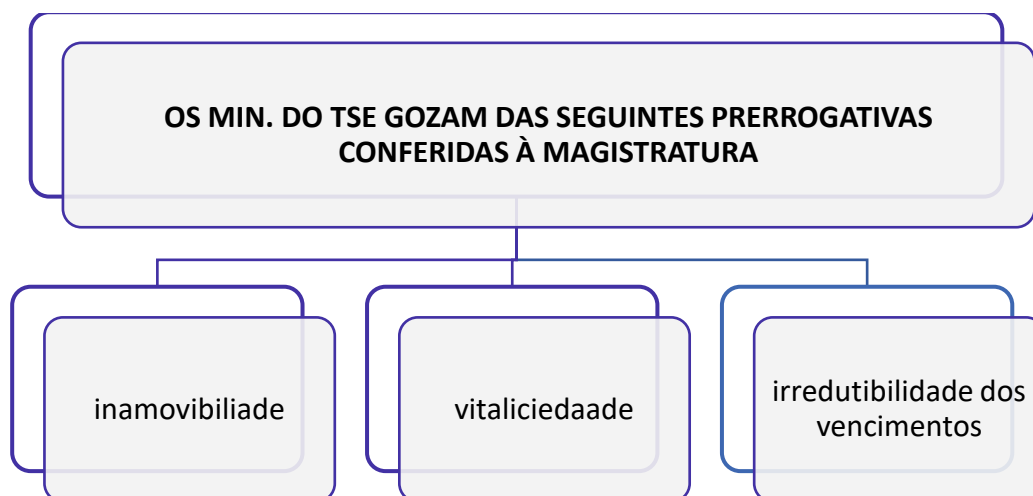 OS MIN. DO TSE GOZAM DAS SEGUINTES PRERROGATIVAS
CONFERIDAS À MAGISTRATURA
inamovibiliade
vitaliciedaade
irredutibilidade dos
vencimentos